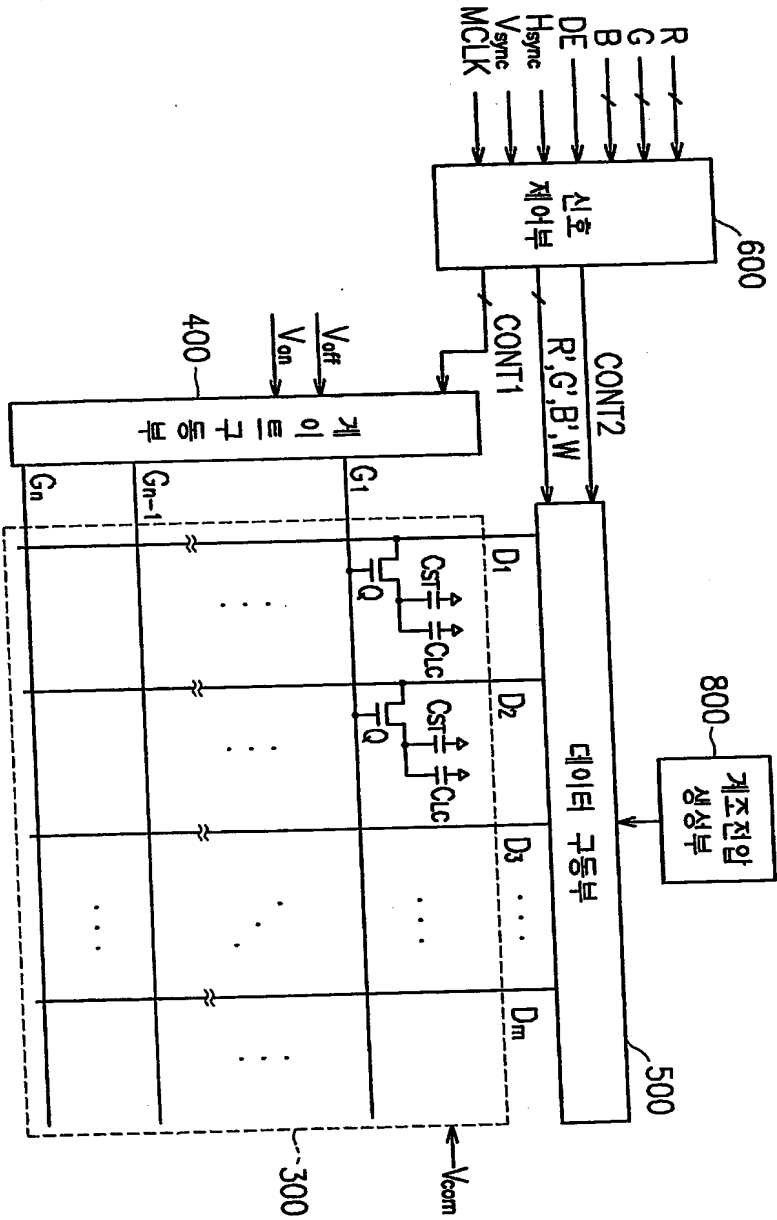 R
G
B
DE
Hsync
Vsync
MCLK
신호
제어부
600
CONT2
R',G',B',W
CONT1
계조전압
생성부
800
데이터 구동부
500
Voff
Von
400
게이트구동부
G1
Gn-1
Gn
D1
D2
D3
Dm
Q
CST
CLC
Q
CST
CLC
Vcom
300